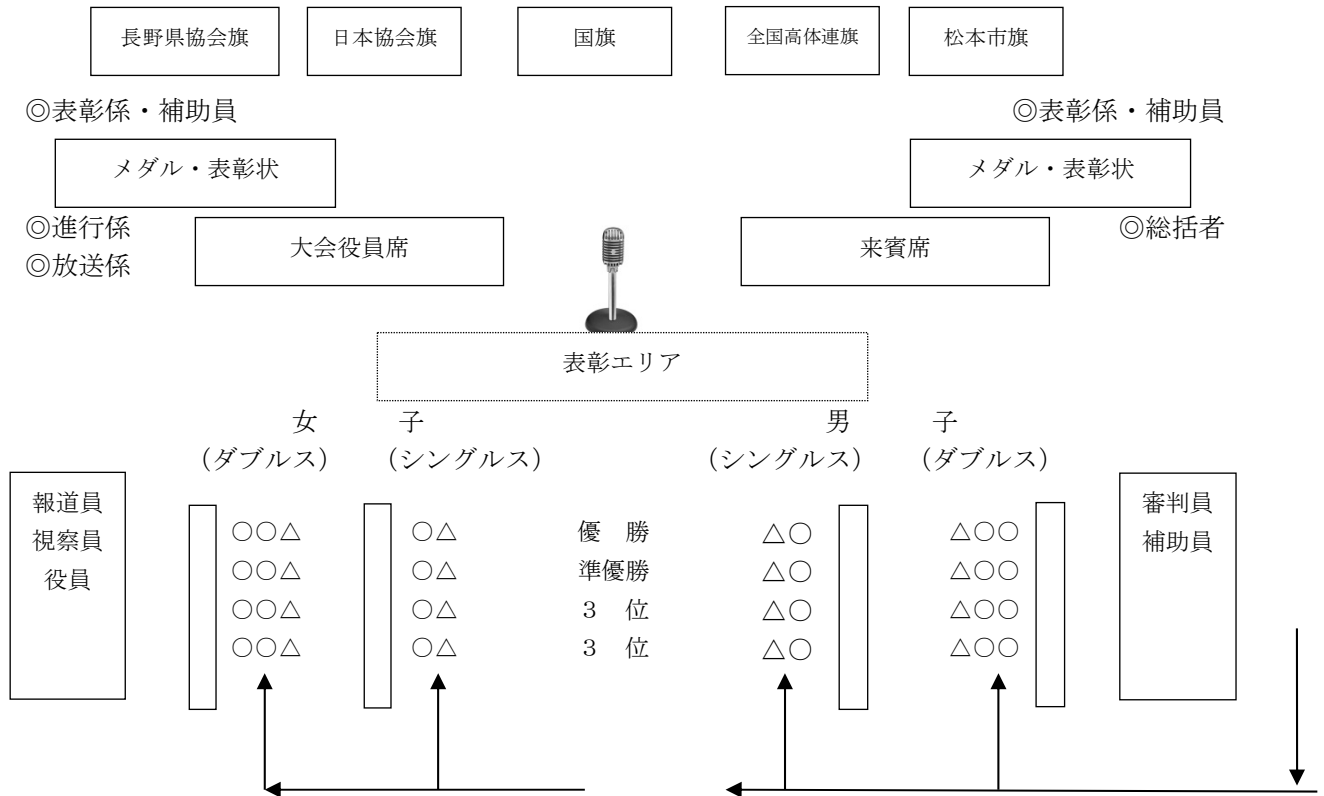 長野県協会旗 日本協会旗 国旗 全国高体連旗 松本市旗
◎表彰係・補助員 ◎表彰係・補助員
メダル・表彰状 メダル・表彰状
◎進行係 ◎総括者
大会役員席 来賓席
◎放送係
表彰エリア
女 子 男 子
(ダブルス) (シングルス) (シングルス) (ダブルス)
報道員 審判員
視察員 補助員
役員
○○△ ○△ 優 勝 △○ △○○
○○△ ○△ 準優勝 △○ △○○
○○△ ○△ 3 位 △○ △○○
○○△ ○△ 3 位 △○ △○○